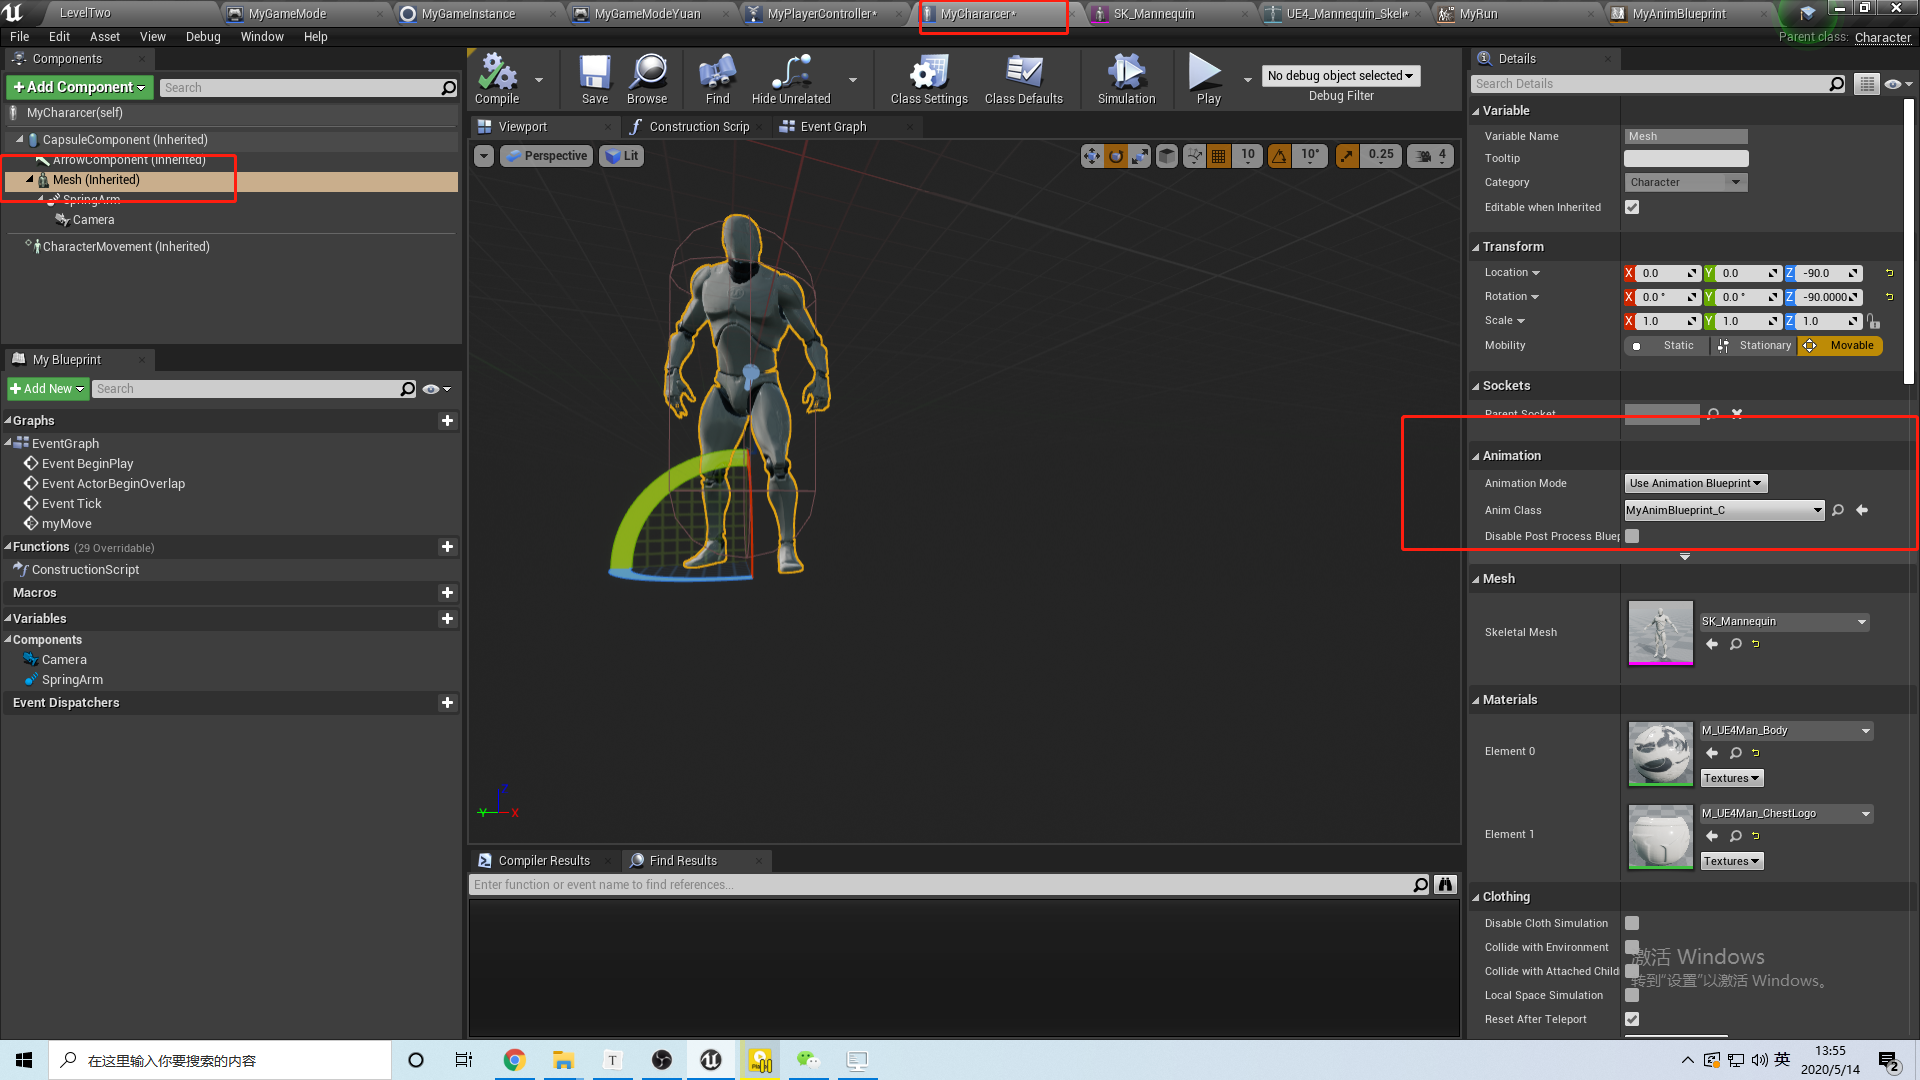 LevelTwo
MyGameMode
MyGameInstance
MyGameModeYuan
MyPlayerController*
MyChararcer*
SK_Mannequin
UE4_Mannequin_Skel*
MyRun
MyAnimBlueprint
File Edit Asset View Debug Window Help
Parent class: Character
Components
+Add Component
Search
MyChararcer(self)
CapsuleComponent (Inherited)
ArrowComponent (Inherited)
Mesh (Inherited)
SpringArm
Camera
CharacterMovement (Inherited)
My Blueprint
+Add New
Search
Graphs
EventGraph
Event BeginPlay
Event ActorBeginOverlap
Event Tick
myMove
Functions (29 Overridable)
ConstructionScript
Macros
Variables
Components
Camera
SpringArm
Event Dispatchers
Compile
Save
Browse
Find
Hide Unrelated
Class Settings
Class Defaults
Simulation
Play
No debug object selected
Debug Filter
Viewport
Construction Scrip
Event Graph
Perspective
Lit
10
10°
0.25
4
Z
Y
X
Compiler Results
Find Results
Enter function or event name to find references...
Details
Search Details
Variable
Variable Name Mesh
Tooltip
Category Character
Editable when Inherited
Transform
Location X 0.0 Y 0.0 Z -90.0
Rotation X 0.0 ° Y 0.0 ° Z -90.0000
Scale X 1.0 Y 1.0 Z 1.0
Mobility Static Stationary Movable
Sockets
Parent Socket
Animation
Animation Mode Use Animation Blueprint
Anim Class MyAnimBlueprint_C
Disable Post Process Bluep
Mesh
Skeletal Mesh SK_Mannequin
Materials
Element 0 M_UE4Man_Body
Textures
Element 1 M_UE4Man_ChestLogo
Textures
Clothing
Disable Cloth Simulation
Collide with Environment
Collide with Attached Child
Local Space Simulation
Reset After Teleport
激活 Windows
转到"设置"以激活 Windows。
在这里输入你要搜索的内容
英
13:55
2020/5/14
2